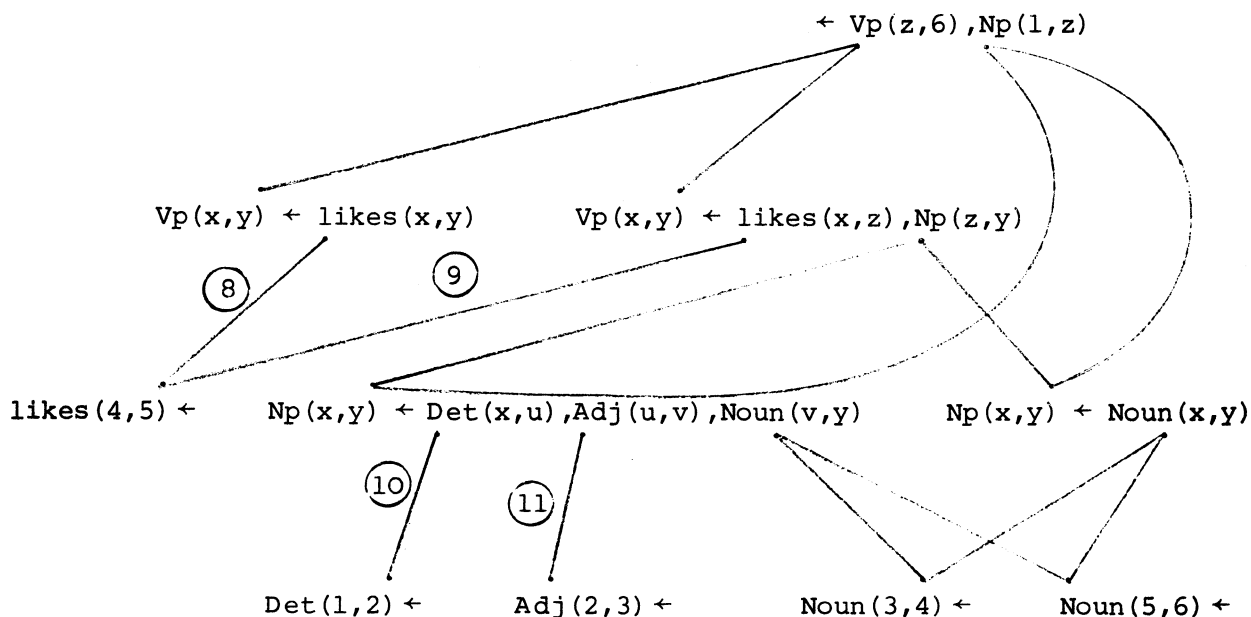 ← Vp(z,6),Np(1,z)
Vp(x,y) ← likes(x,y) Vp(x,y) ← likes(x,z),Np(z,y)
8 9
likes(4,5) ← Np(x,y) ← Det(x,u),Adj(u,v),Noun(v,y) Np(x,y) ← Noun(x,y)
10 11
Det(1,2) ← Adj(2,3) ← Noun(3,4) ← Noun(5,6) ←